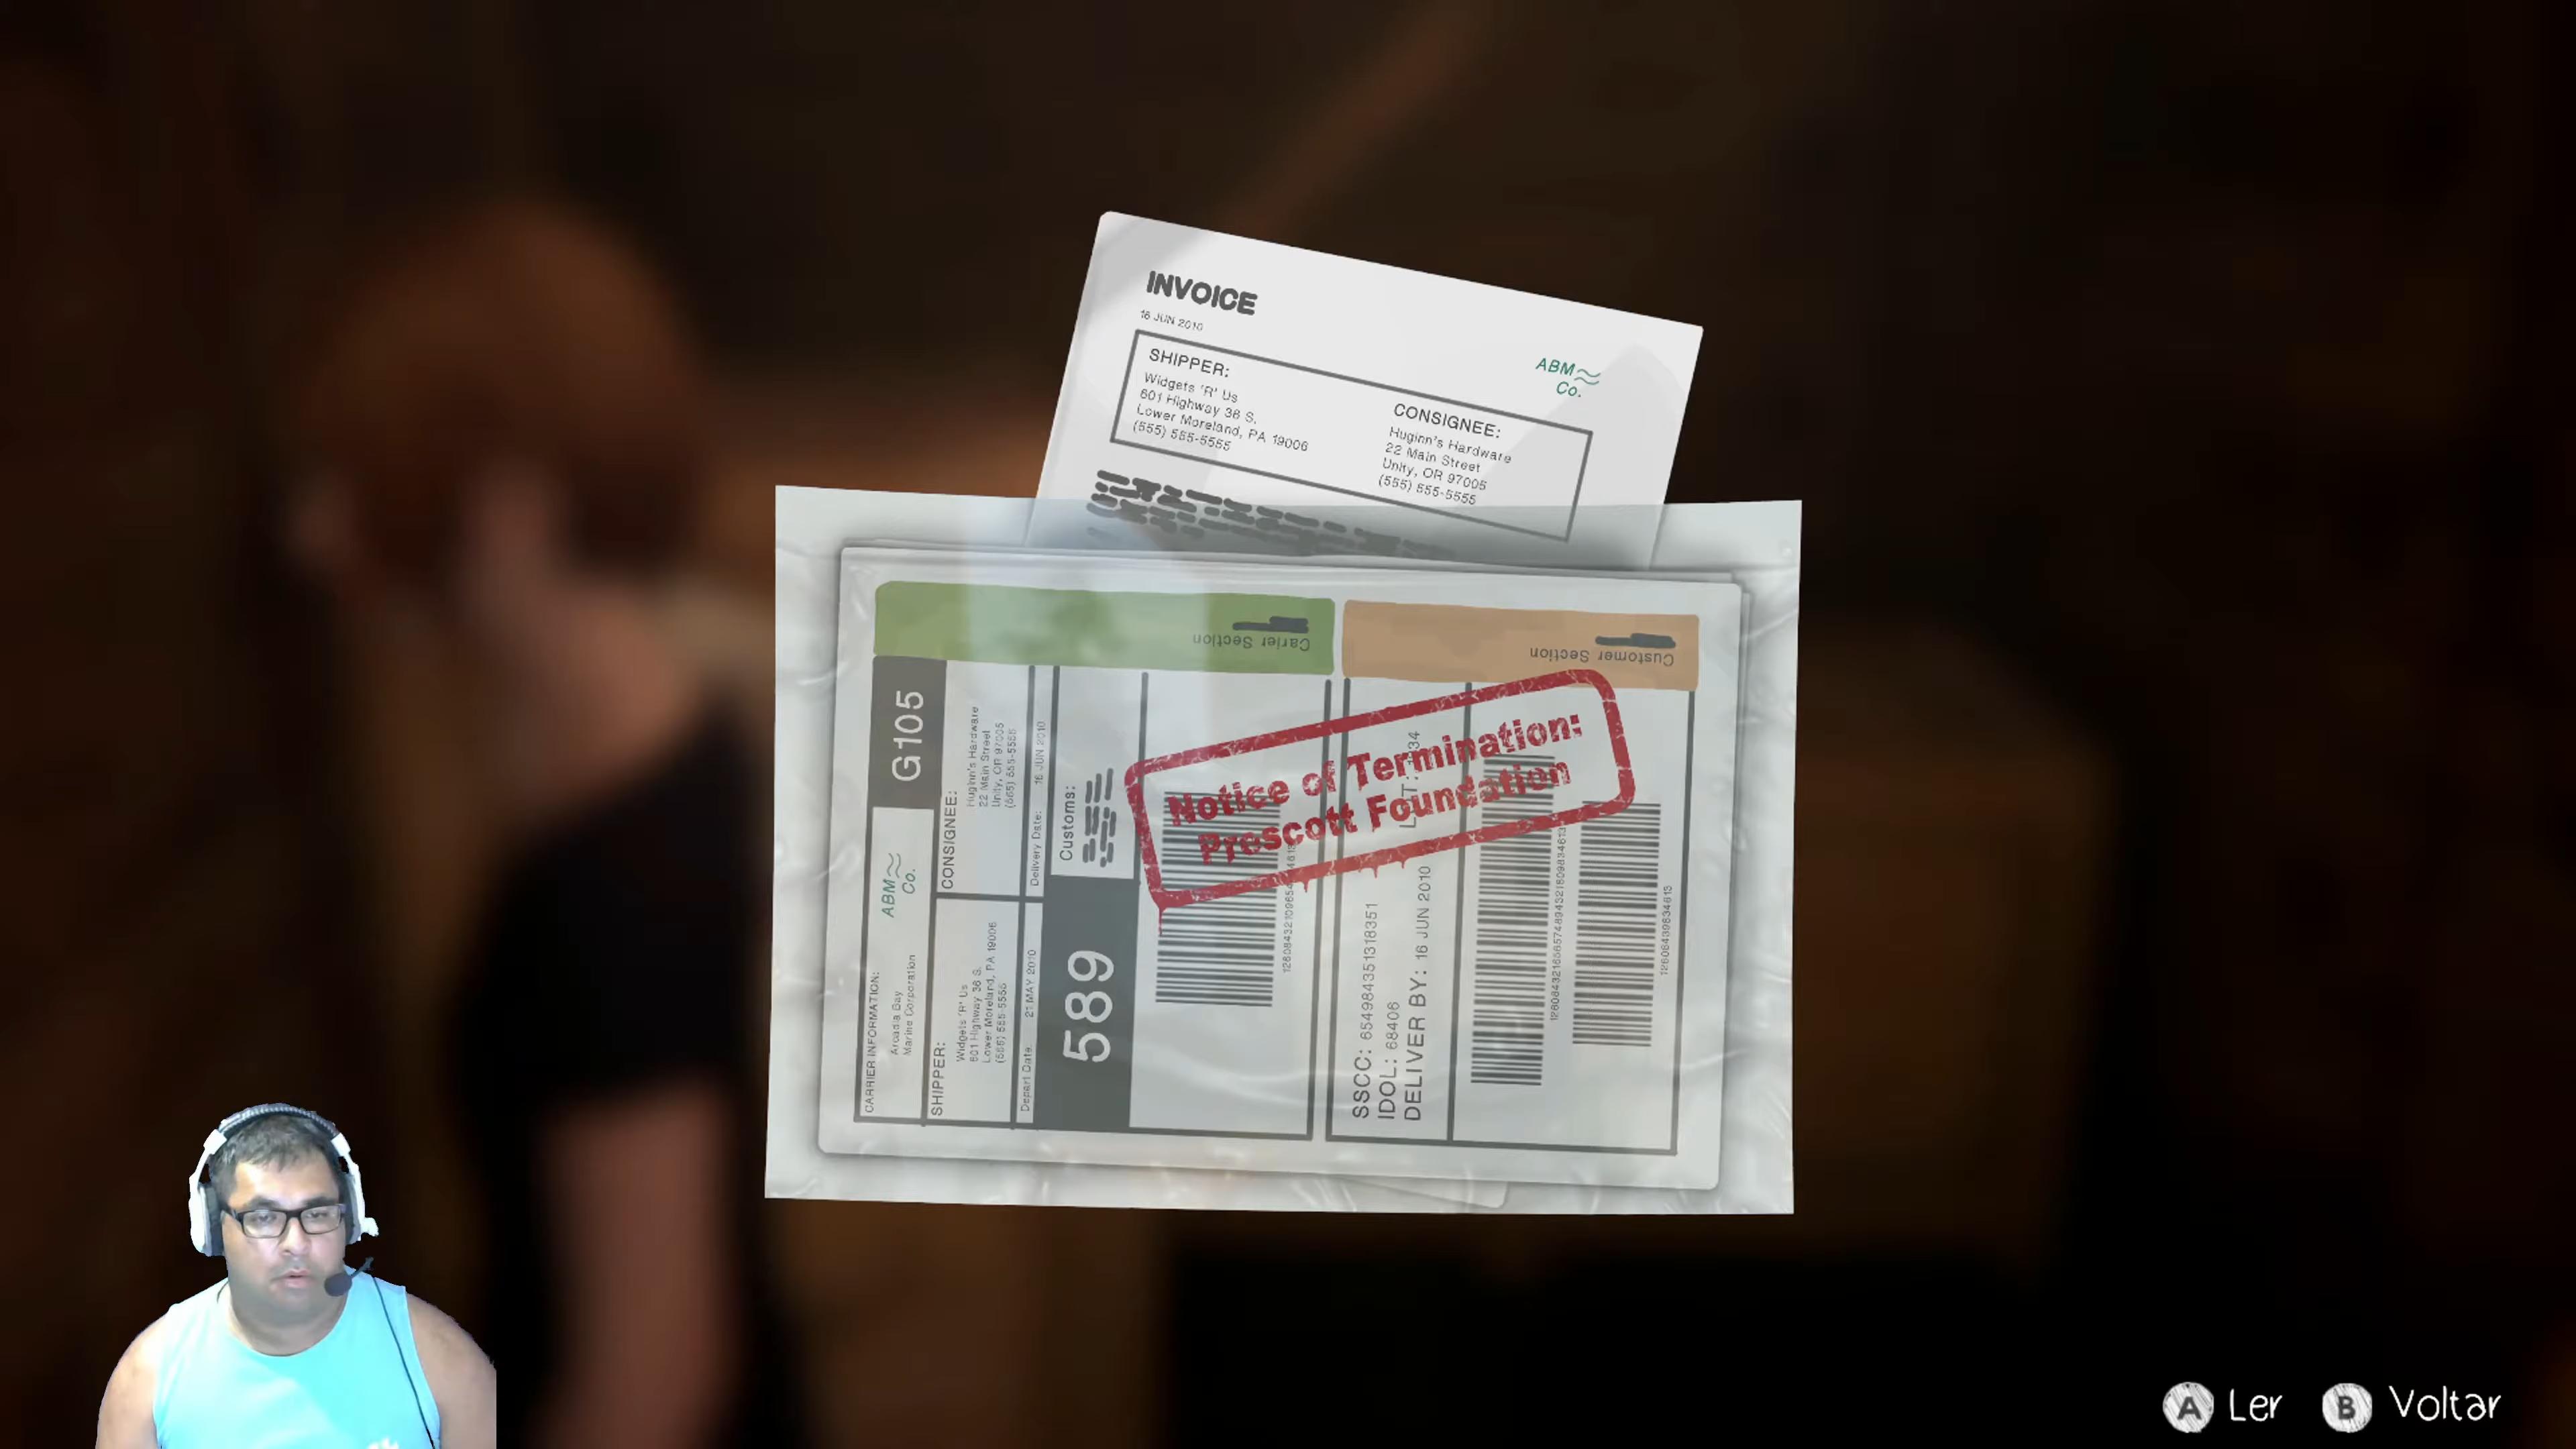 INVOICE
16 JUN 2010
SHIPPER:
Widgets 'R' Us
601 Highway 36 S.
Lower Moreland, PA 19006
(555) 555-5555
ABM
Co.
CONSIGNEE:
Huginn's Hardware
22 Main Street
Unity, OR 97005
(555) 555-5555
Carrier Section
Customer Section
G105
ABM
Co.
CARRIER INFORMATION:
Arcadia Bay
Marine Corporation
CONSIGNEE:
Huginn's Hardware
22 Main Street
Unity, OR 97005
(555) 555-5555
SHIPPER:
Widgets 'R' Us
601 Highway 36 S.
Lower Moreland, PA 19006
(555) 555-5555
Delivery Date: 16 JUN 2010
Depart Date: 21 MAY 2010
Customs:
589
Notice of Termination:
Prescott Foundation
SSCC: 654984351318351
IDOL: 68406
DELIVER BY: 16 JUN 2010
A Ler B Voltar